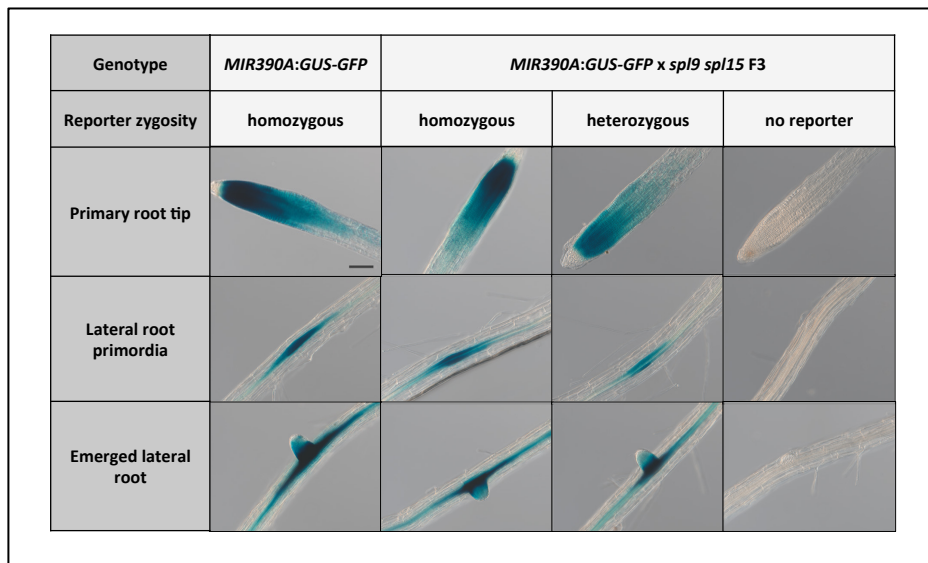 Genotype
MIR390A:GUS-GFP
MIR390A:GUS-GFP x spl9 spl15 F3
Reporter zygosity
homozygous
homozygous
heterozygous
no reporter
Primary root tip
Lateral root
primordia
Emerged lateral
root